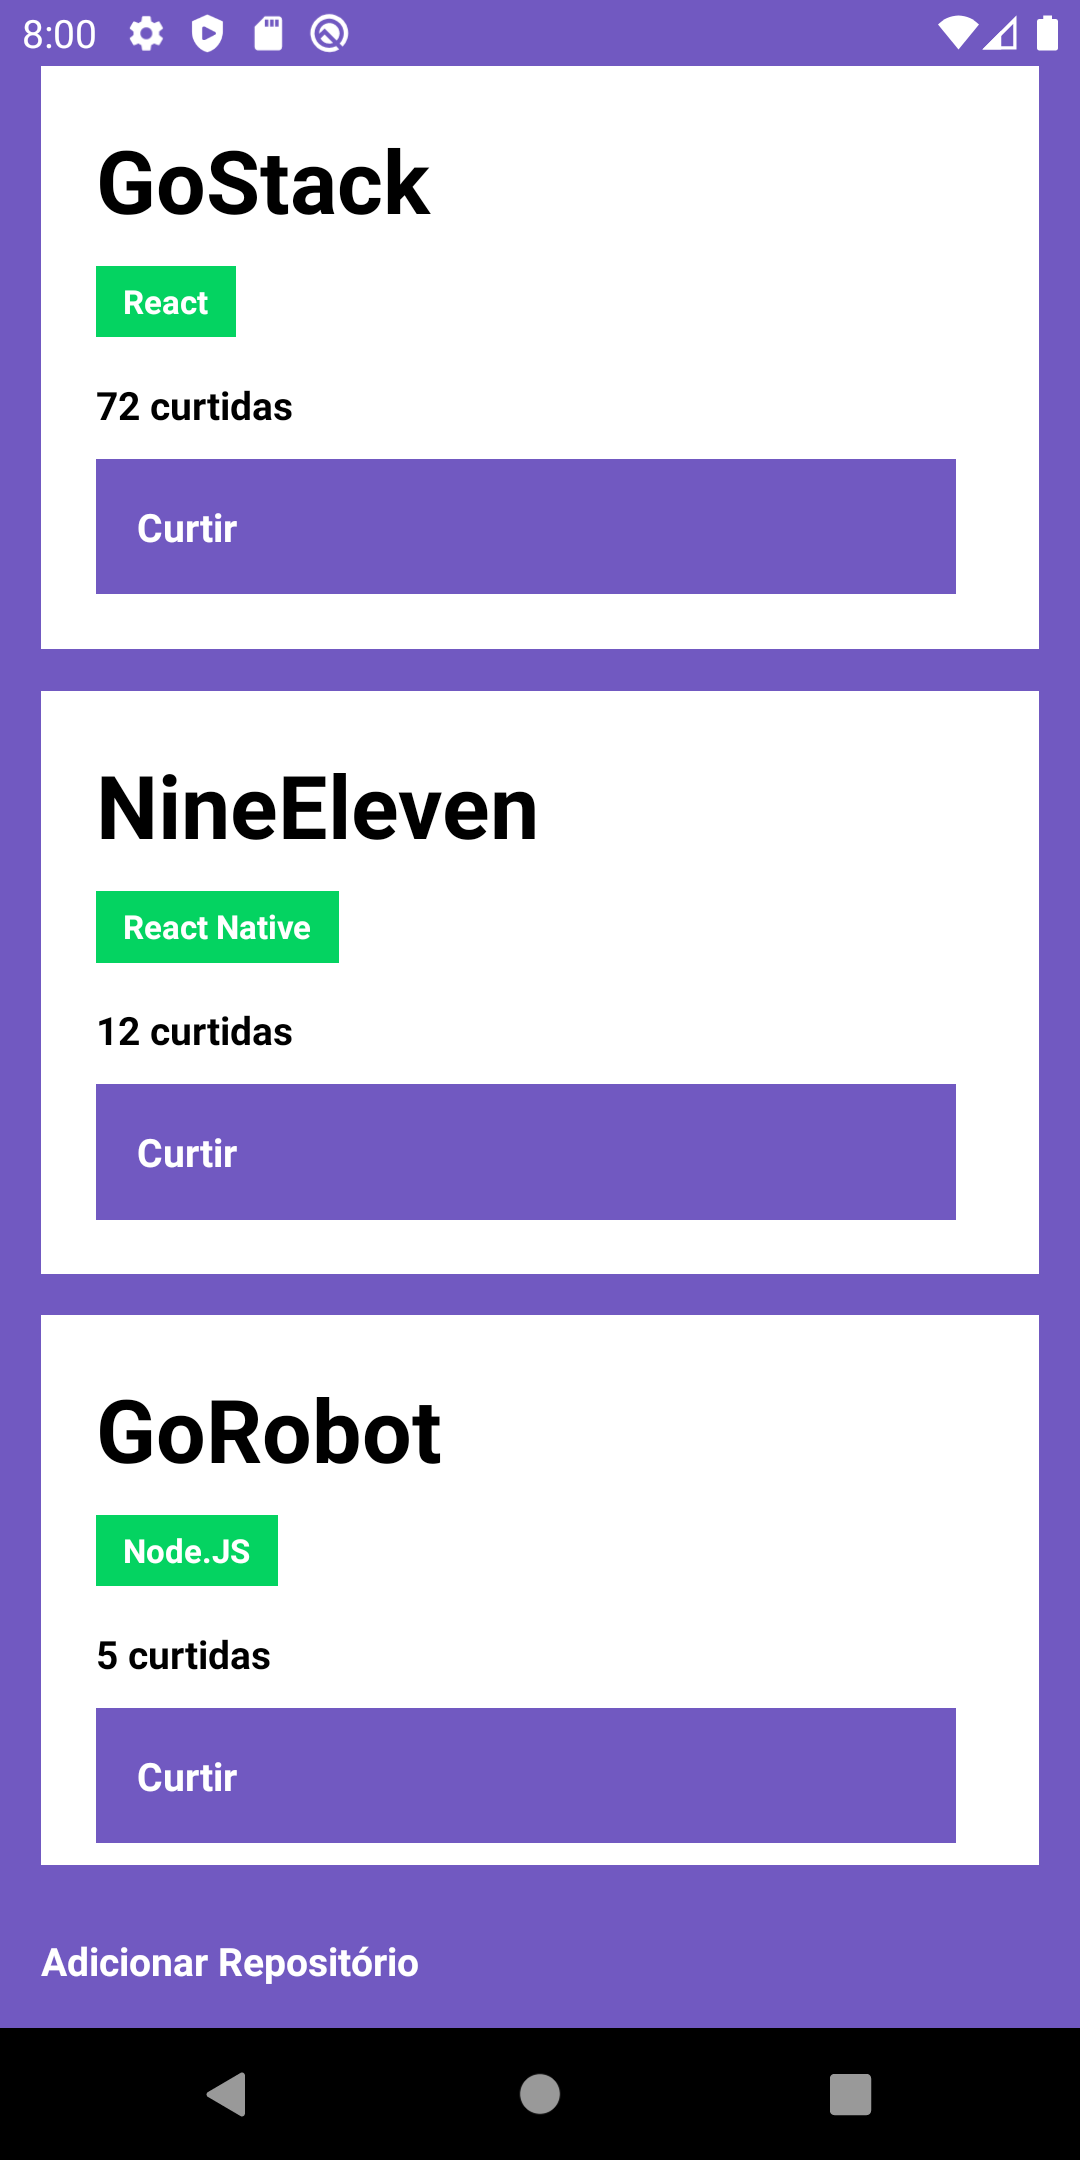 8:00
GoStack
React
72 curtidas
Curtir
NineEleven
React Native
12 curtidas
Curtir
GoRobot
Node.JS
5 curtidas
Curtir
Adicionar Repositório